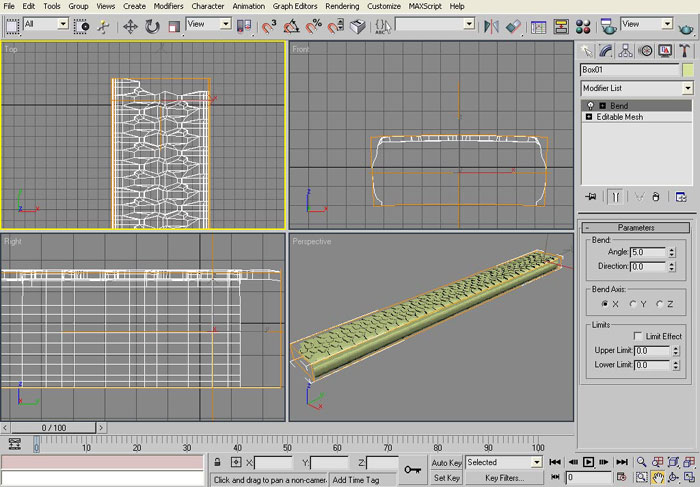 File Edit Tools Group Views Create Modifiers Character Animation Graph Editors Rendering Customize MAXScript Help
All View View
Top
Front
Right
Perspective
Box01
Modifier List
Bend
Editable Mesh
- Parameters
Bend:
Angle: 5.0
Direction: 0.0
Bend Axis:
X Y Z
Limits
Limit Effect
Upper Limit: 0.0
Lower Limit: 0.0
< 0 / 100 >
0 10 20 30 40 50 60 70 80 90 100
X: Y: Z:
Auto Key Selected
Set Key Key Filters...
0
Click and drag to pan a non-camer
Add Time Tag